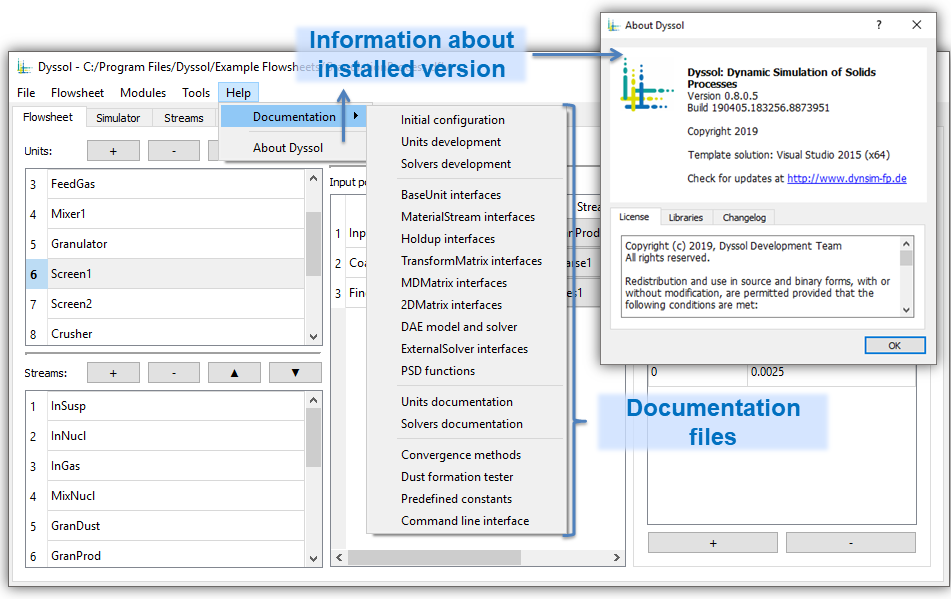 Information about
installed version
Dyssol - C:/Program Files/Dyssol/Example Flowsheets
File Flowsheet Modules Tools Help
Flowsheet Simulator Streams
Documentation
About Dyssol
Units: + -
3 FeedGas
4 Mixer1
5 Granulator
6 Screen1
7 Screen2
8 Crusher
Streams: + - ▲ ▼
1 InSusp
2 InNucl
3 InGas
4 MixNucl
5 GranDust
6 GranProd
Input po
Strea
1 Inp
Prod
2 Coa
arse1
3 Fin
es1
Initial configuration
Units development
Solvers development
BaseUnit interfaces
MaterialStream interfaces
Holdup interfaces
TransformMatrix interfaces
MDMatrix interfaces
2DMatrix interfaces
DAE model and solver
ExternalSolver interfaces
PSD functions
Units documentation
Solvers documentation
Convergence methods
Dust formation tester
Predefined constants
Command line interface
Documentation
files
0 0.0025
+ -
About Dyssol ?
Dyssol: Dynamic Simulation of Solids
Processes
Version 0.8.0.5
Build 190405.183256.8873951
Copyright 2019
Template solution: Visual Studio 2015 (x64)
Check for updates at http://www.dynsim-fp.de
License Libraries Changelog
Copyright (c) 2019, Dyssol Development Team
All rights reserved.
Redistribution and use in source and binary forms, with or
without modification, are permitted provided that the
following conditions are met:
OK